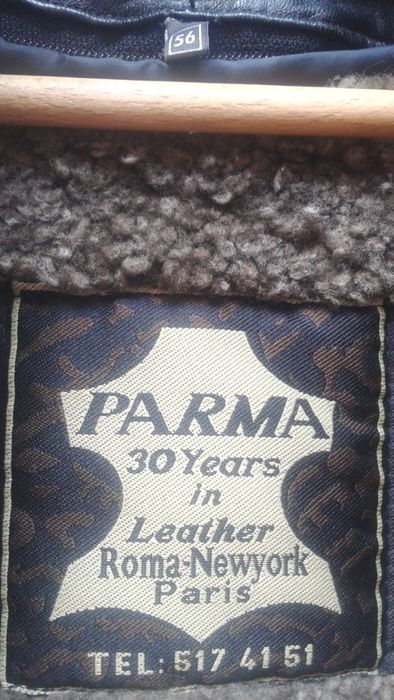 56
PARMA
30 Years
in
Leather
Roma-Newyork
Paris
TEL: 517 41 51